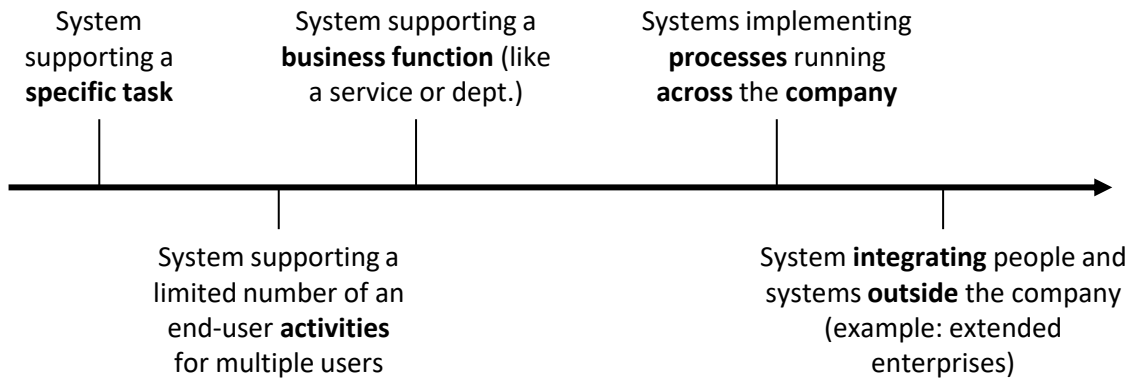 System
supporting a
specific task
System supporting a
business function (like
a service or dept.)
Systems implementing
processes running
across the company
System supporting a
limited number of an
end-user activities
for multiple users
System integrating people and
systems outside the company
(example: extended
enterprises)